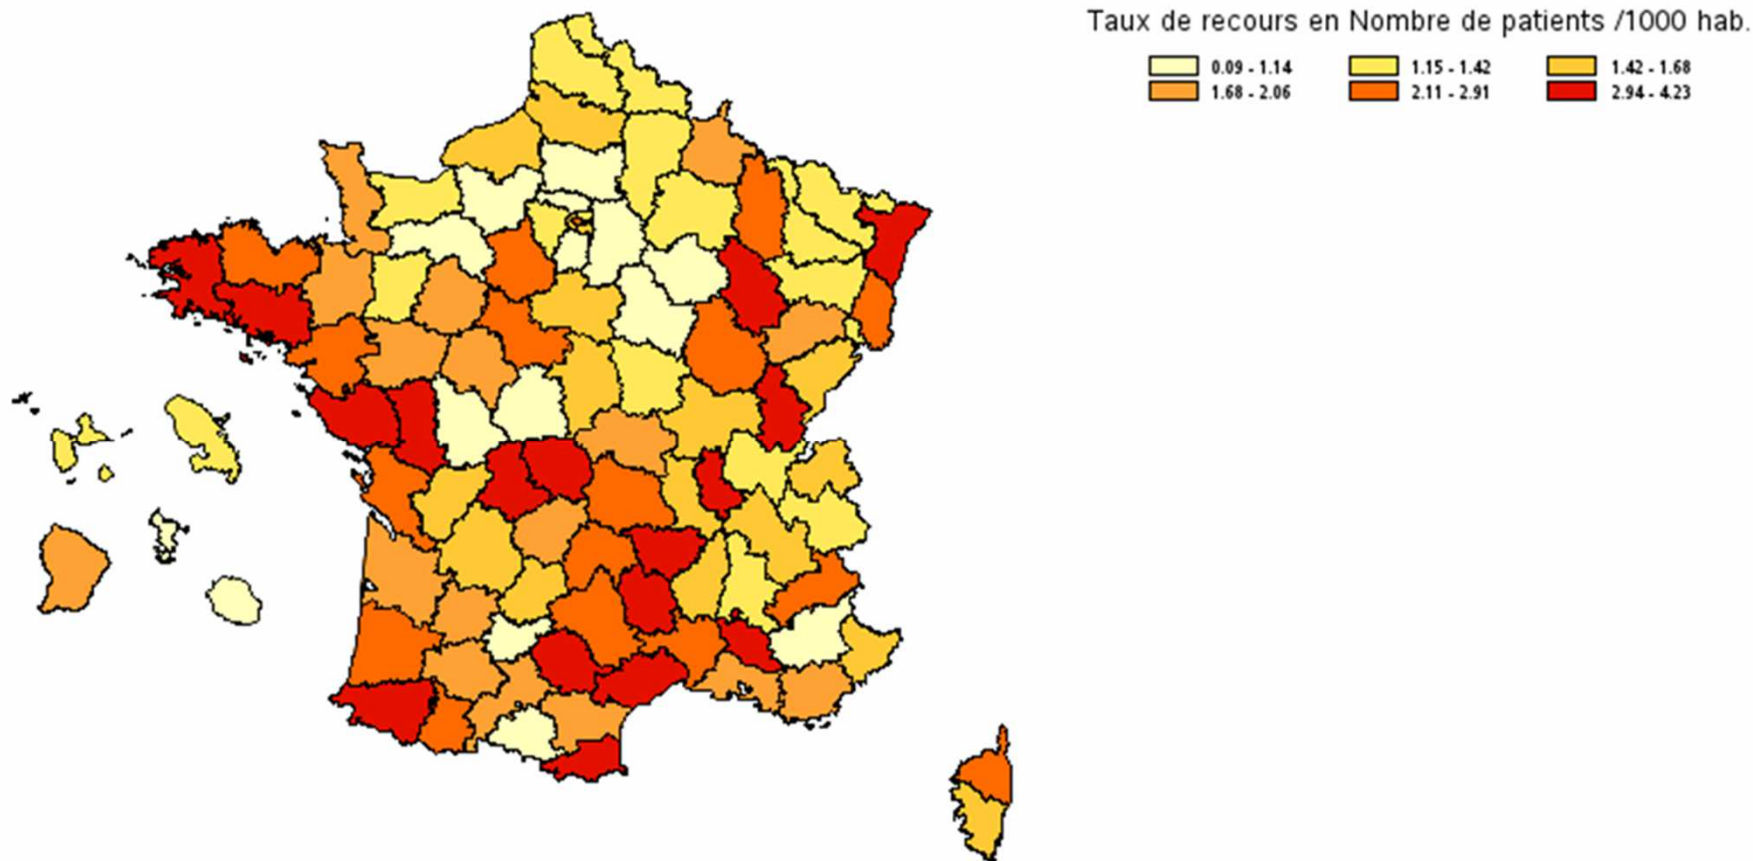 Taux de recours en Nombre de patients /1000 hab.
0.09 - 1.14 1.15 - 1.42 1.42 - 1.68
1.68 - 2.06 2.11 - 2.91 2.94 - 4.23